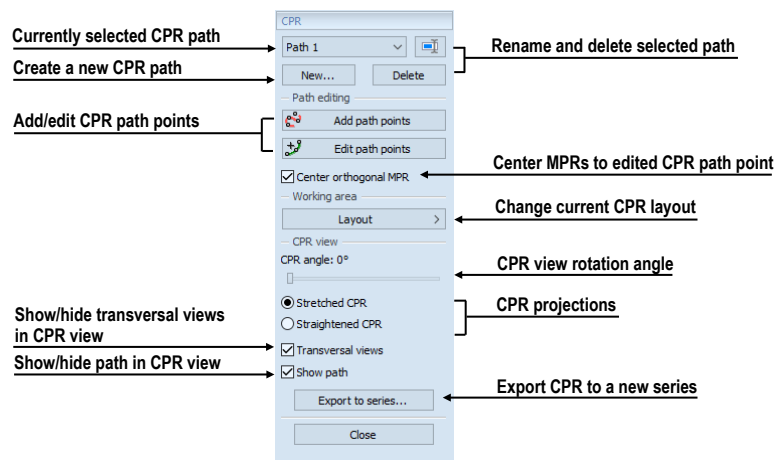 CPR
Currently selected CPR path
Path 1
Rename and delete selected path
Create a new CPR path
New...
Delete
Path editing
Add/edit CPR path points
Add path points
Edit path points
Center orthogonal MPR
Center MPRs to edited CPR path point
Working area
Layout
Change current CPR layout
CPR view
CPR angle: 0°
CPR view rotation angle
Stretched CPR
CPR projections
Straightened CPR
Show/hide transversal views
in CPR view
Transversal views
Show/hide path in CPR view
Show path
Export to series...
Export CPR to a new series
Close